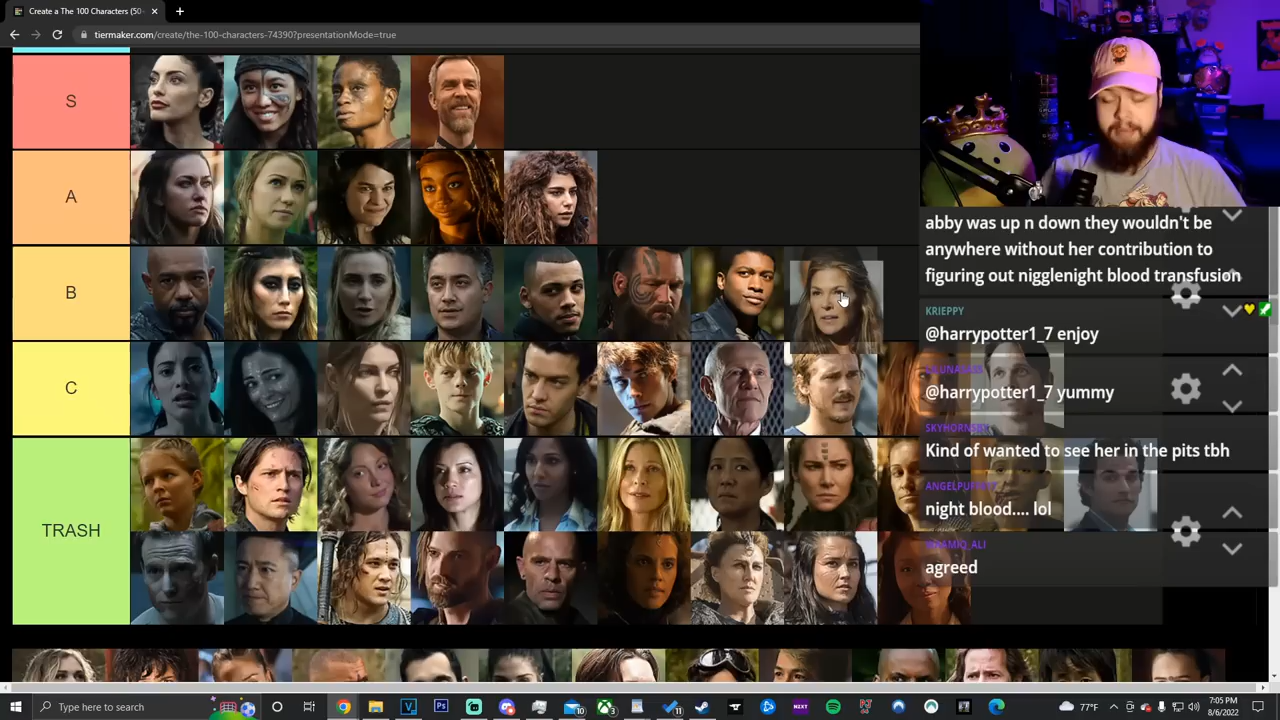 Create a The 100 Characters (50+
tiermaker.com/create/the-100-characters-74390?presentationMode=true
S
A
B
C
TRASH
abby was up n down they wouldn't be
anywhere without her contribution to
figuring out nigglenight blood transfusion
KRIEPPY
@harrypotter1_7 enjoy
@harrypotter1_7 yummy
Kind of wanted to see her in the pits tbh
night blood.... lol
agreed
Type here to search
10
3
11
77°F
7:05 PM
8/6/2022